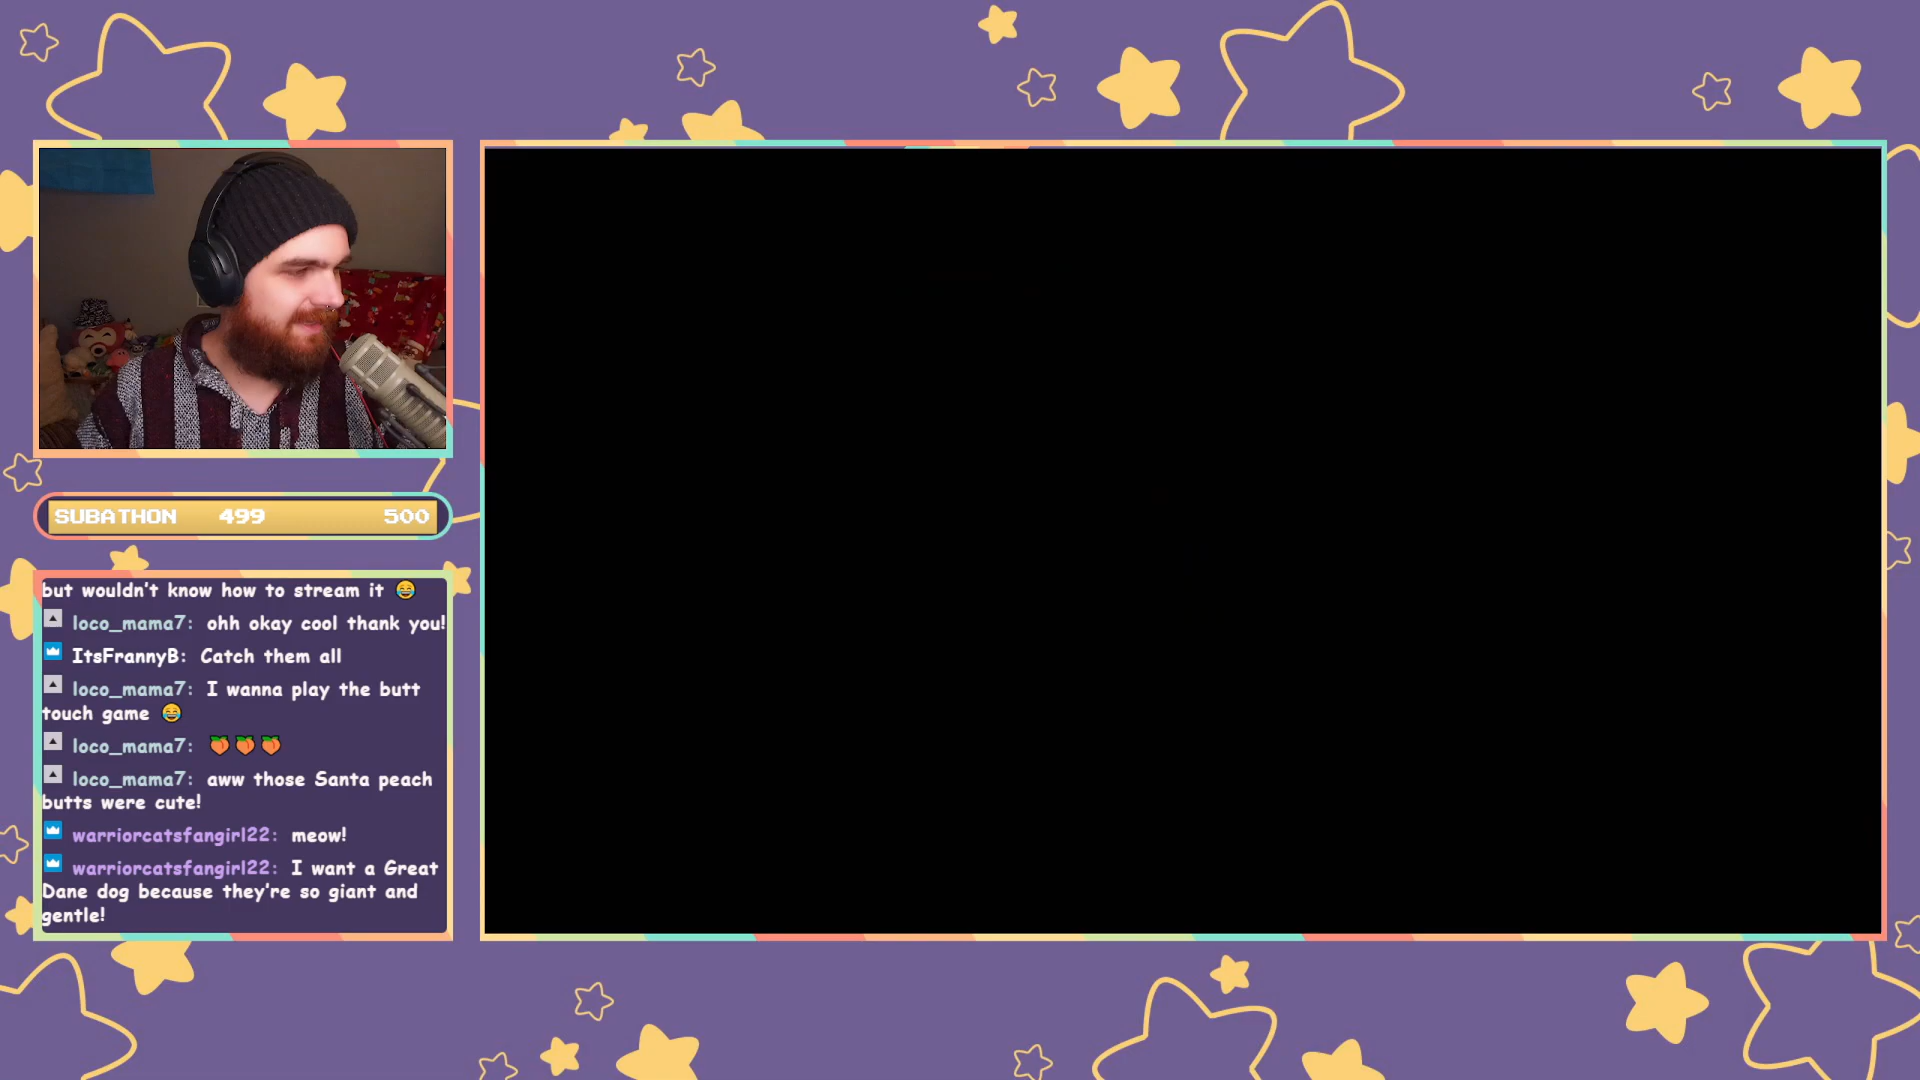 SUBATHON 499 500
but wouldn't know how to stream it 😂
loco_mama7: ohh okay cool thank you!
ItsFrannyB: Catch them all
loco_mama7: I wanna play the butt
touch game 😂
loco_mama7: 🍑🍑🍑
loco_mama7: aww those Santa peach
butts were cute!
warriorcatsfangirl22: meow!
warriorcatsfangirl22: I want a Great
Dane dog because they're so giant and
gentle!